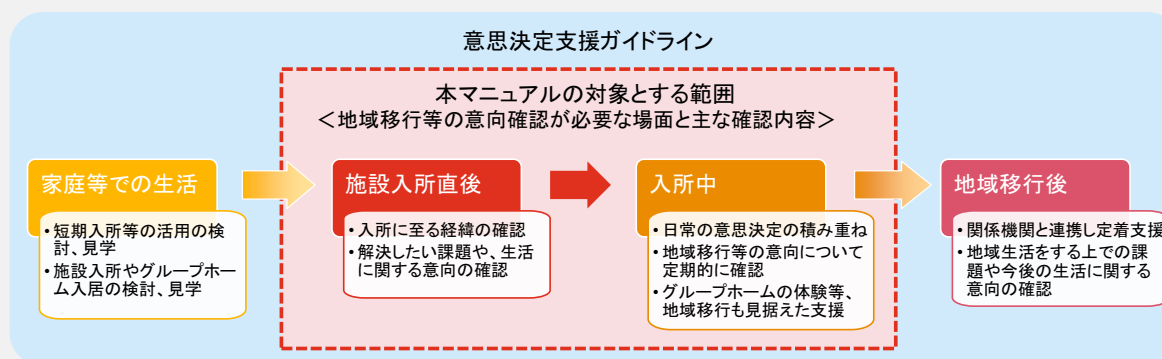 意思決定支援ガイドライン
本マニュアルの対象とする範囲
＜地域移行等の意向確認が必要な場面と主な確認内容＞
家庭等での生活
・短期入所等の活用の検
討、見学
・施設入所やグループホー
ム入居の検討、見学
施設入所直後
・入所に至る経緯の確認
・解決したい課題や、生活
に関する意向の確認
入所中
・日常の意思決定の積み重ね
・地域移行等の意向について
定期的に確認
・グループホームの体験等、
地域移行も見据えた支援
地域移行後
・関係機関と連携し定着支援
・地域生活をする上での課
題や今後の生活に関する
意向の確認